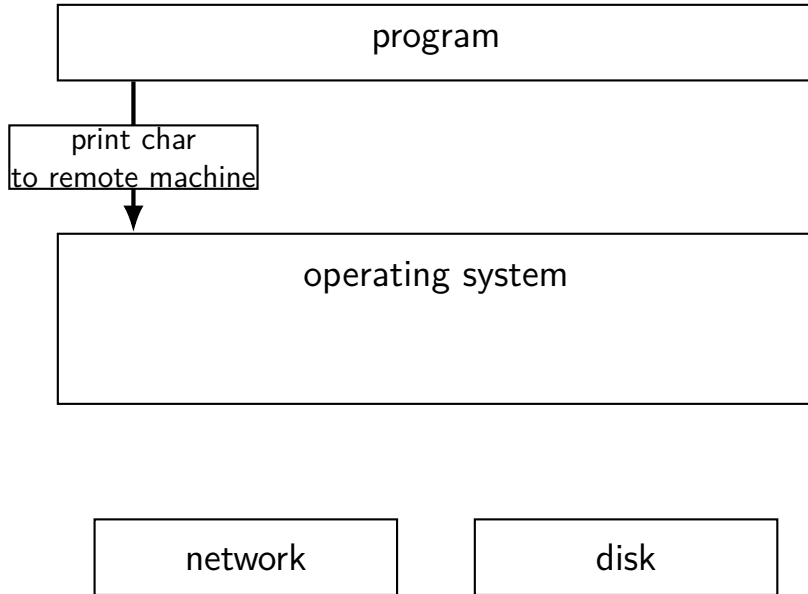 program
print char
to remote machine
operating system
network
disk